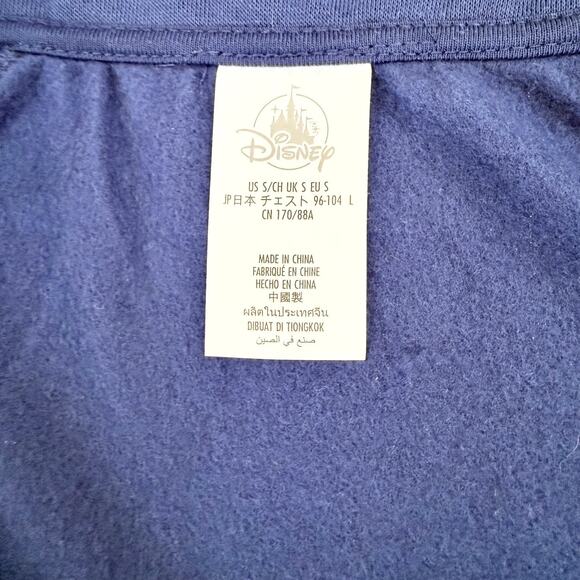 Disney
US S/CH UK S EU S
JP日本 チェスト 96-104 L
CN 170/88A
MADE IN CHINA
FABRIQUÉ EN CHINE
HECHO EN CHINA
中國製
ผลิตในประเทศจีน
DIBUAT DI TIONGKOK
صنع في الصين